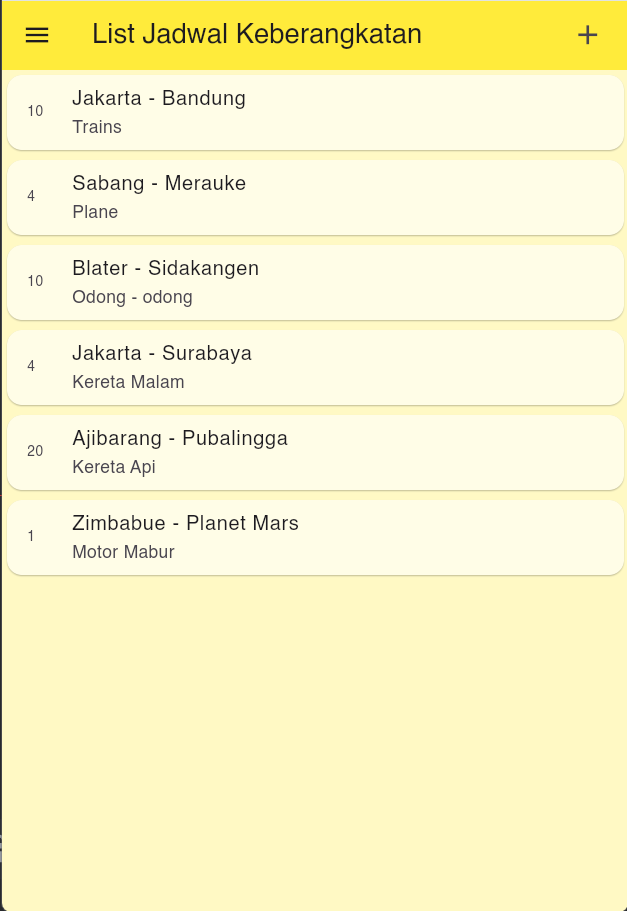 List Jadwal Keberangkatan
10
Jakarta - Bandung
Trains
4
Sabang - Merauke
Plane
10
Blater - Sidakangen
Odong - odong
4
Jakarta - Surabaya
Kereta Malam
20
Ajibarang - Pubalingga
Kereta Api
1
Zimbabue - Planet Mars
Motor Mabur